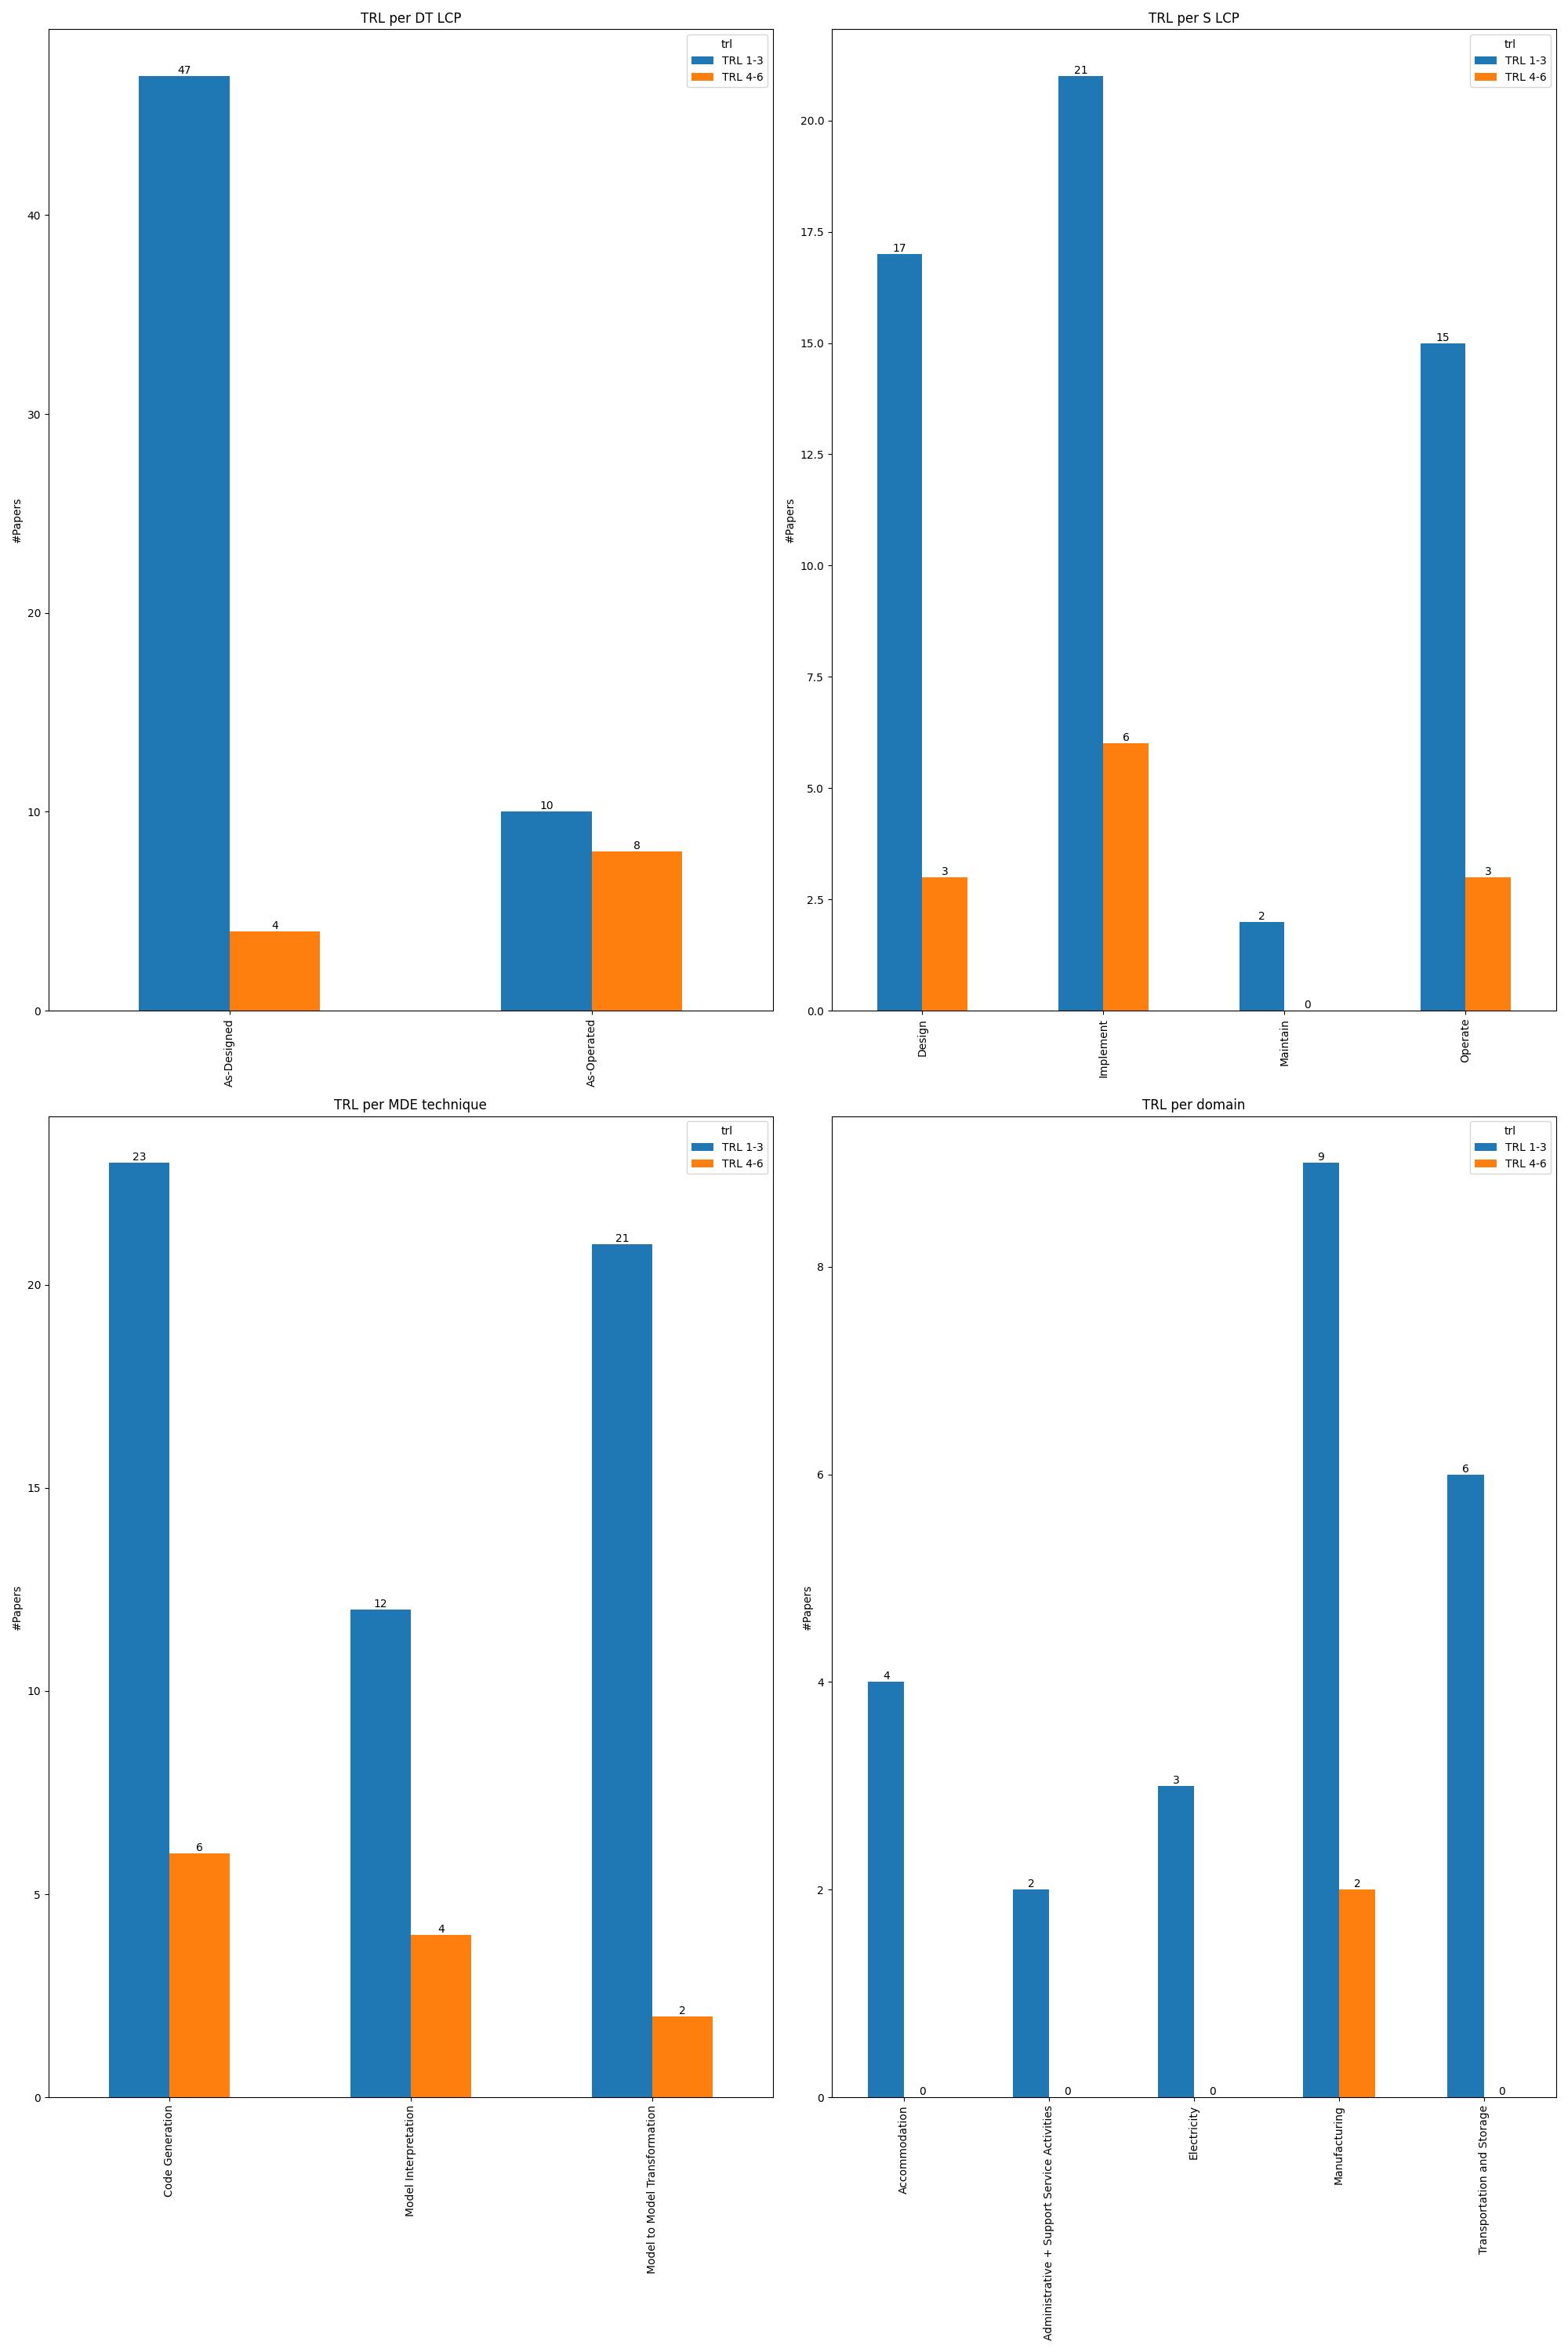 TRL per DT LCP
trl
TRL 1-3
TRL 4-6
#Papers
40
30
20
10
0
47
4
10
8
As-Designed
As-Operated
TRL per S LCP
trl
TRL 1-3
TRL 4-6
#Papers
20.0
17.5
15.0
12.5
10.0
7.5
5.0
2.5
0.0
17
3
21
6
2
0
15
3
Design
Implement
Maintain
Operate
TRL per MDE technique
trl
TRL 1-3
TRL 4-6
#Papers
20
15
10
5
0
23
6
12
4
21
2
Code Generation
Model Interpretation
Model to Model Transformation
TRL per domain
trl
TRL 1-3
TRL 4-6
#Papers
8
6
4
2
0
4
0
2
0
3
0
9
2
6
0
Accommodation
Administrative + Support Service Activities
Electricity
Manufacturing
Transportation and Storage